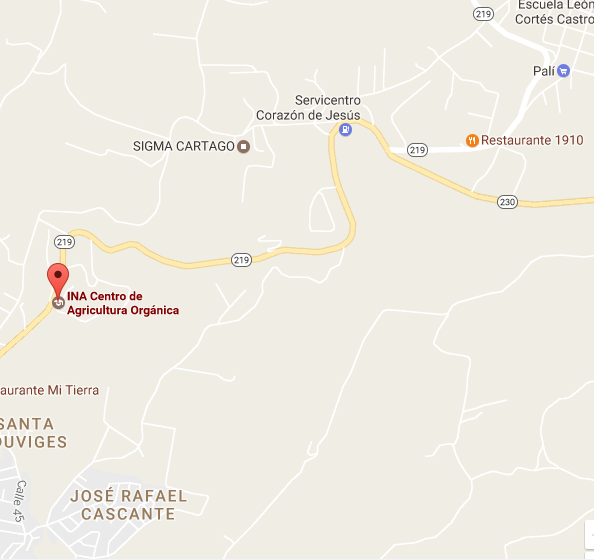 Escuela León
Cortés Castro
219
Palí
Servicentro
Corazón de Jesús
SIGMA CARTAGO
219
Restaurante 1910
230
219
219
INA Centro de
Agricultura Orgánica
aurante Mi Tierra
SANTA
DUVIGES
JOSÉ RAFAEL
CASCANTE
Calle 45